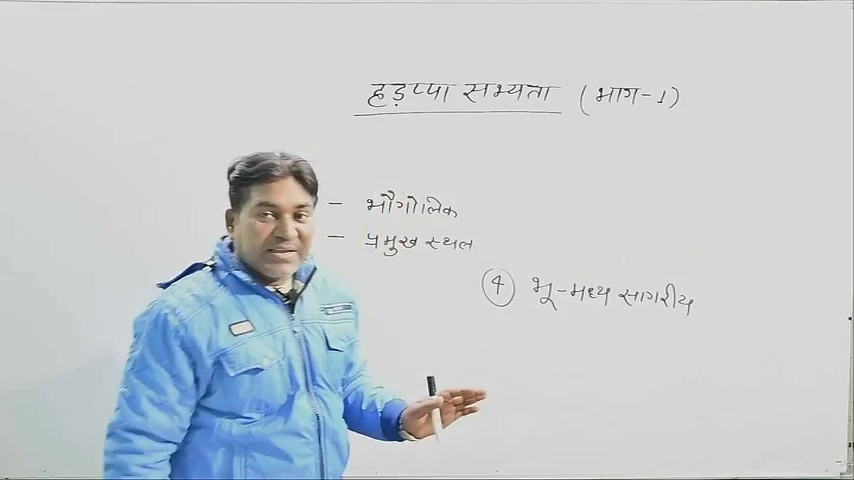 हड़प्पा सभ्यता (भाग-1)
- भौगोलिक
- प्रमुख स्थल
④ भू-मध्य सागरीय